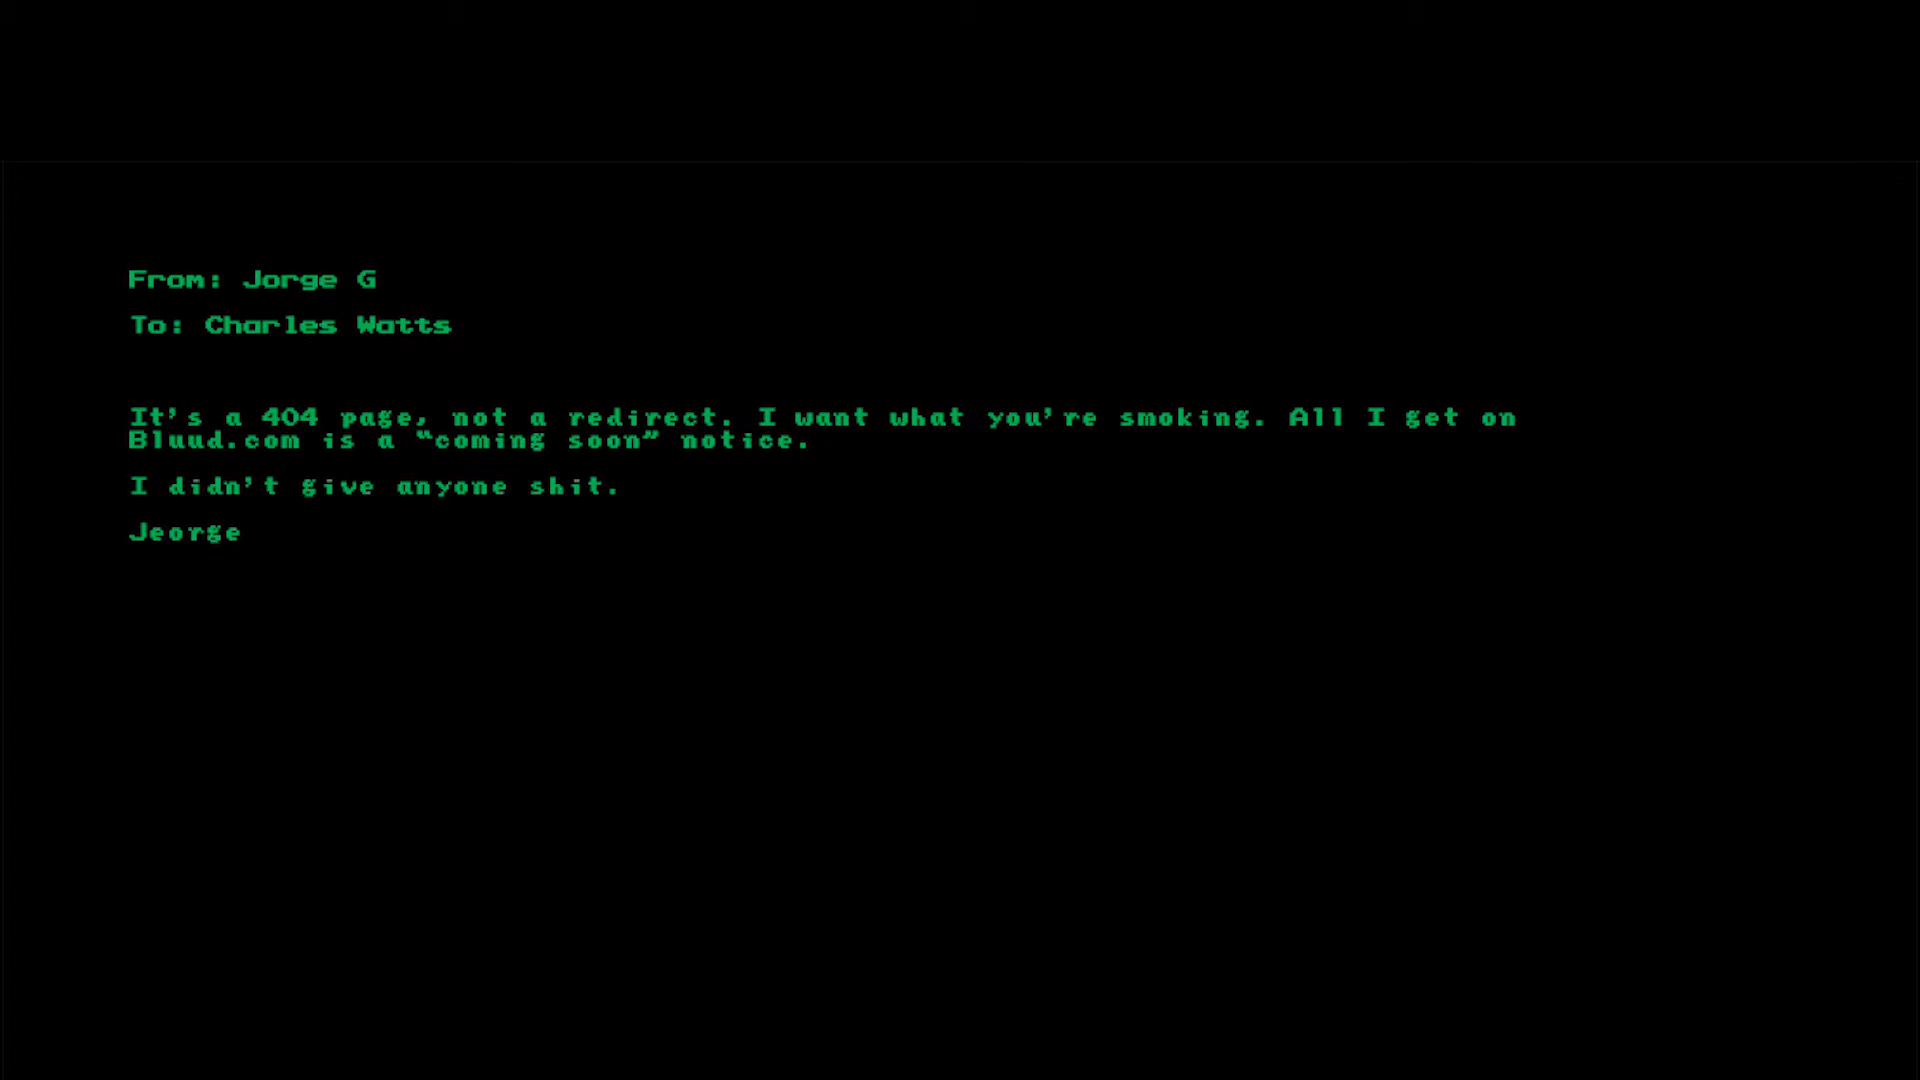 From: Jorge G
To: Charles Watts
It’s a 404 page, not a redirect. I want what you’re smoking. All I get on
Bluud.com is a “coming soon” notice.
I didn’t give anyone shit.
Jeorge